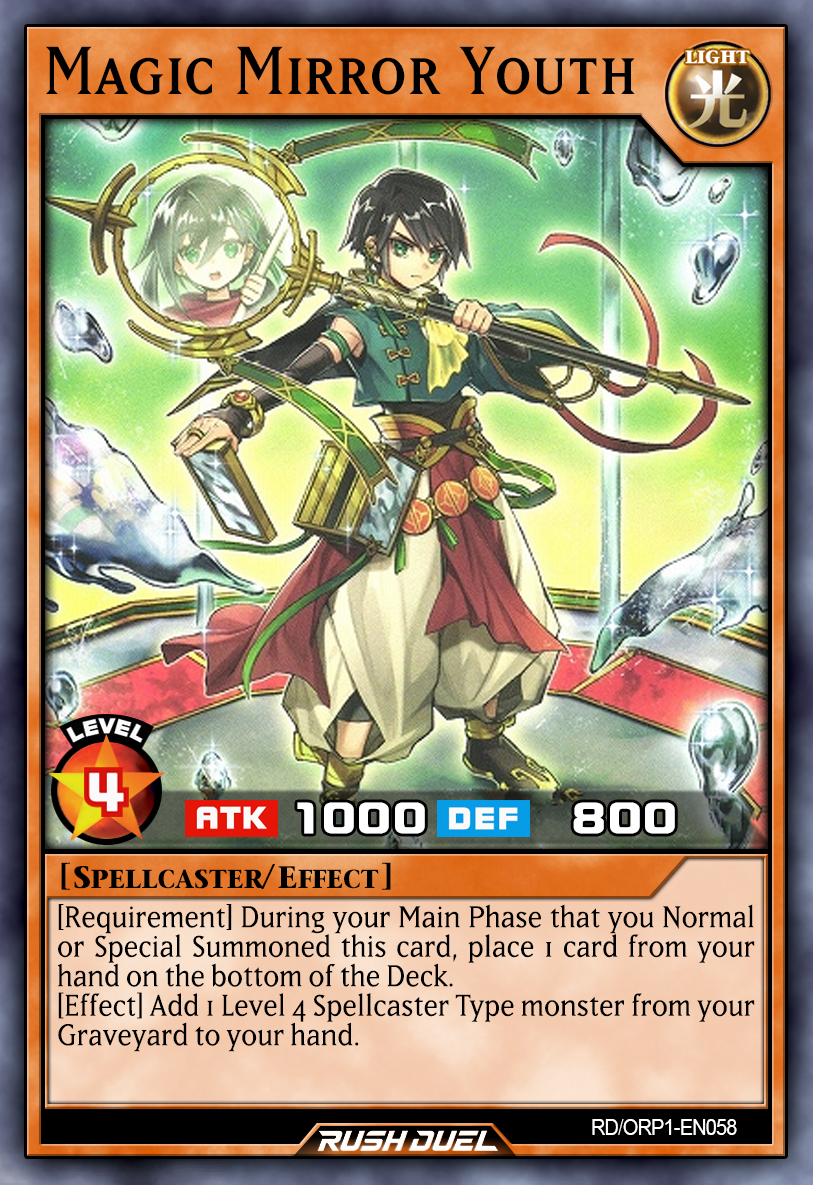 Magic Mirror Youth
LIGHT
光
LEVEL
4
ATK 1000 DEF 800
[Spellcaster/Effect]
[Requirement] During your Main Phase that you Normal
or Special Summoned this card, place 1 card from your
hand on the bottom of the Deck.
[Effect] Add 1 Level 4 Spellcaster Type monster from your
Graveyard to your hand.
RUSH DUEL
RD/ORP1-EN058